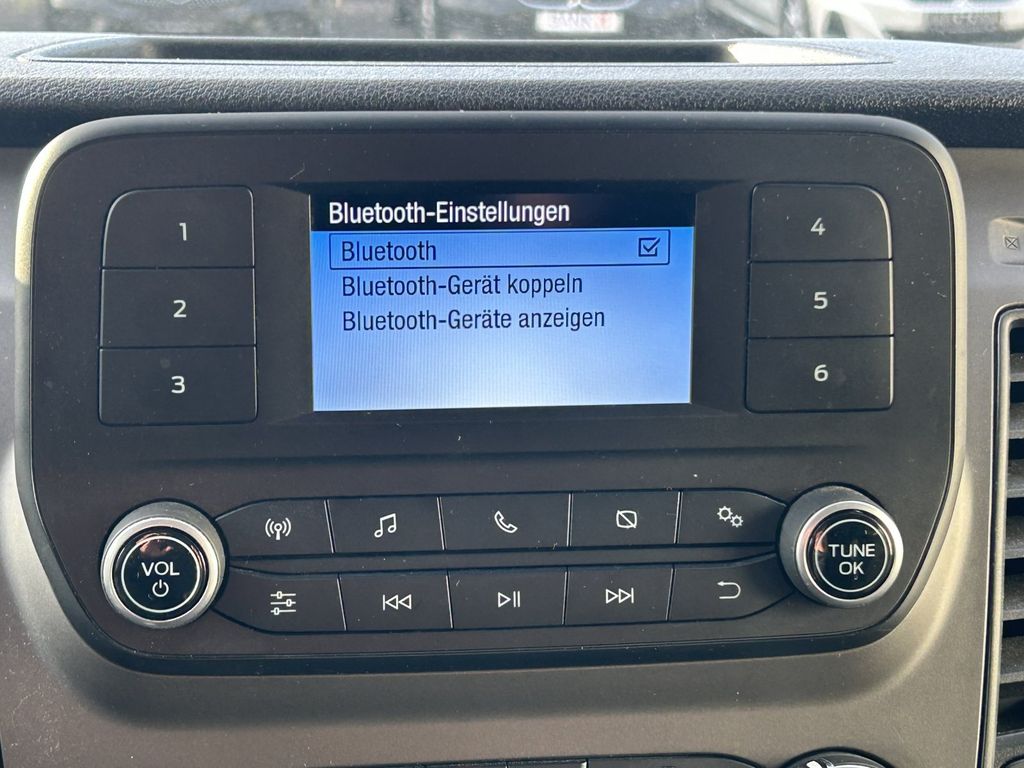 Bluetooth-Einstellungen
Bluetooth
Bluetooth-Gerät koppeln
Bluetooth-Geräte anzeigen
1
2
3
4
5
6
VOL
TUNE
OK